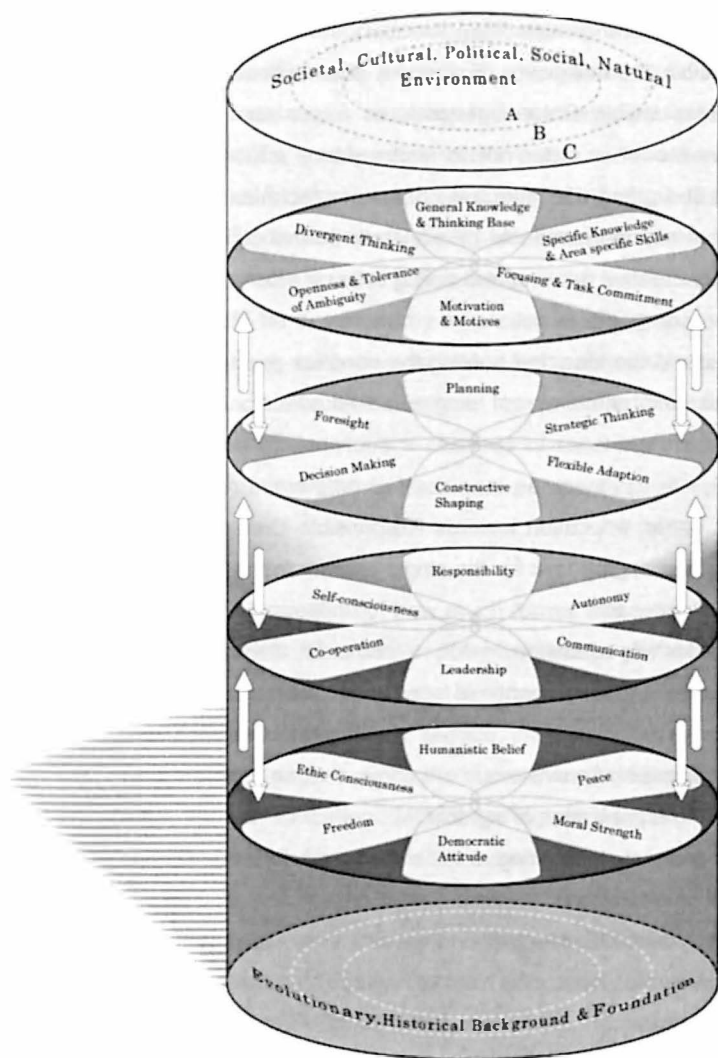 Societal, Cultural, Political, Social, Natural
Environment
A
B
C
General Knowledge
& Thinking Base
Divergent Thinking
Specific Knowledge
& Area specific Skills
Openness & Tolerance
of Ambiguity
Focusing & Task Commitment
Motivation
& Motives
Planning
Foresight
Strategic Thinking
Decision Making
Flexible Adaption
Constructive
Shaping
Responsibility
Self-consciousness
Autonomy
Co-operation
Communication
Leadership
Humanistic Belief
Ethic Consciousness
Peace
Freedom
Moral Strength
Democratic
Attitude
Evolutionary,Historical Background & Foundation